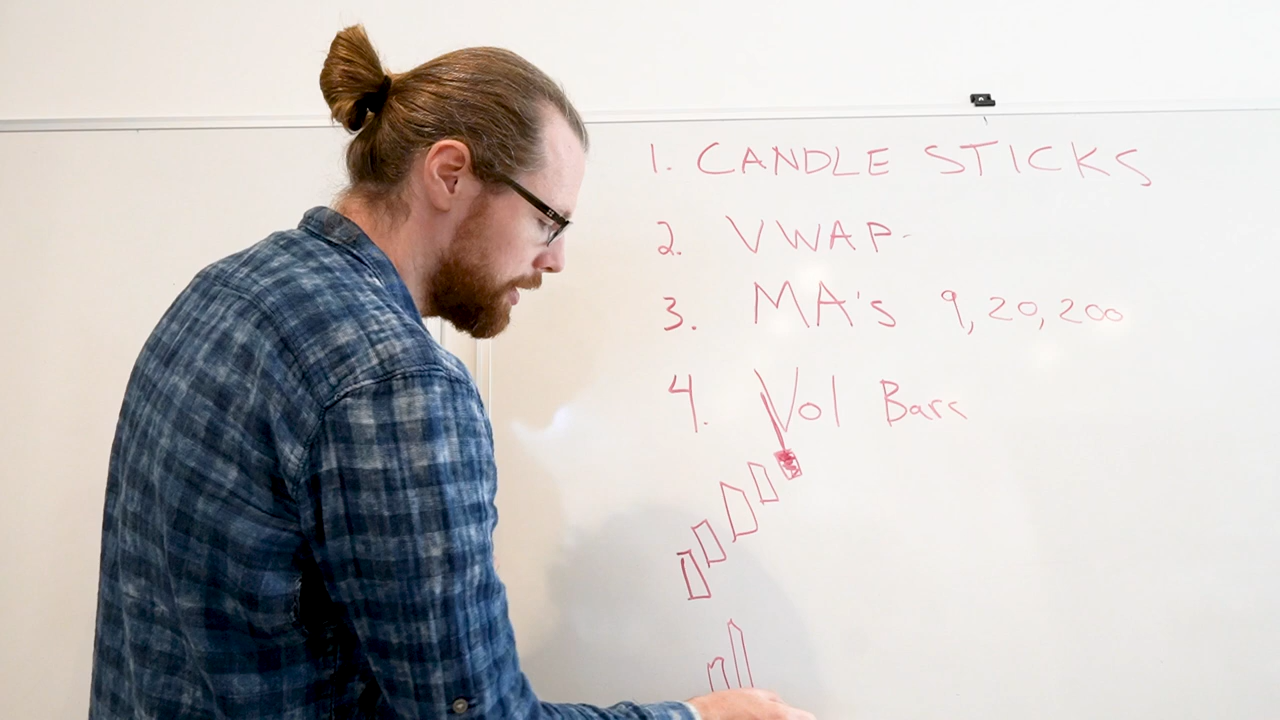 1. CANDLE STICKS
2. VWAP
3. MA's 9, 20, 200
4. Vol Bars